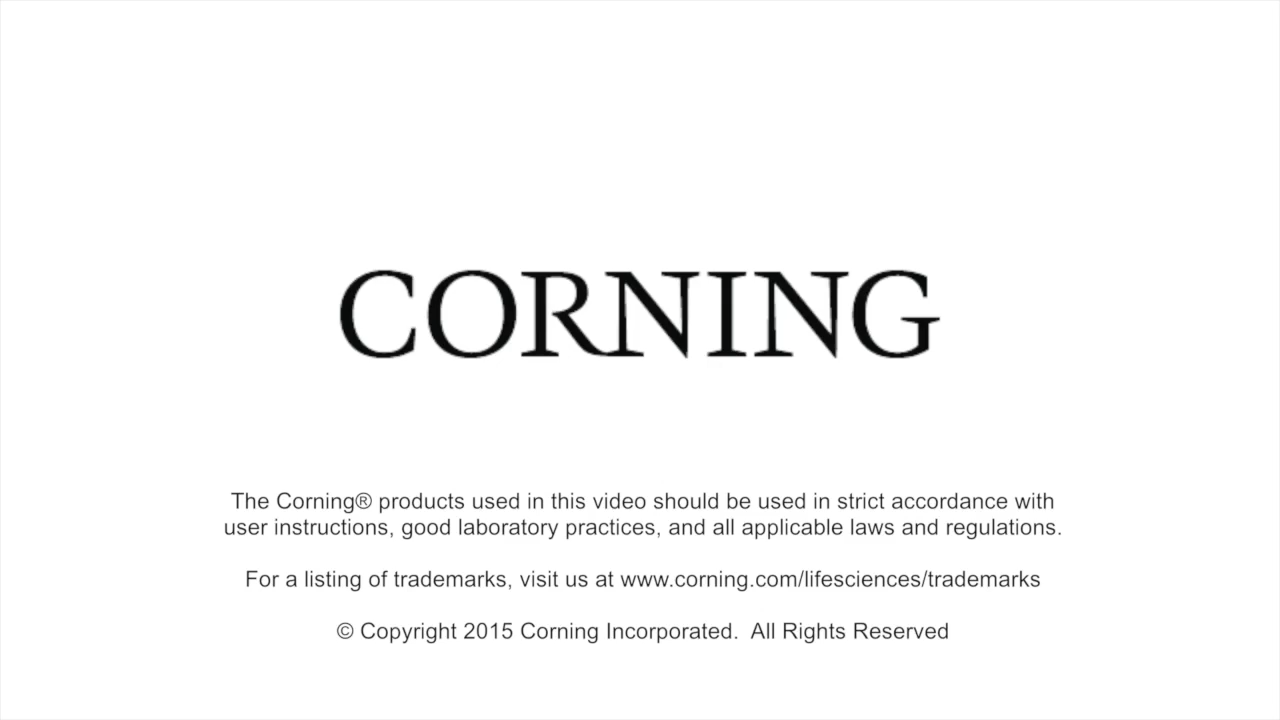 CORNING
The Corning® products used in this video should be used in strict accordance with
user instructions, good laboratory practices, and all applicable laws and regulations.
For a listing of trademarks, visit us at www.corning.com/lifesciences/trademarks
© Copyright 2015 Corning Incorporated.  All Rights Reserved